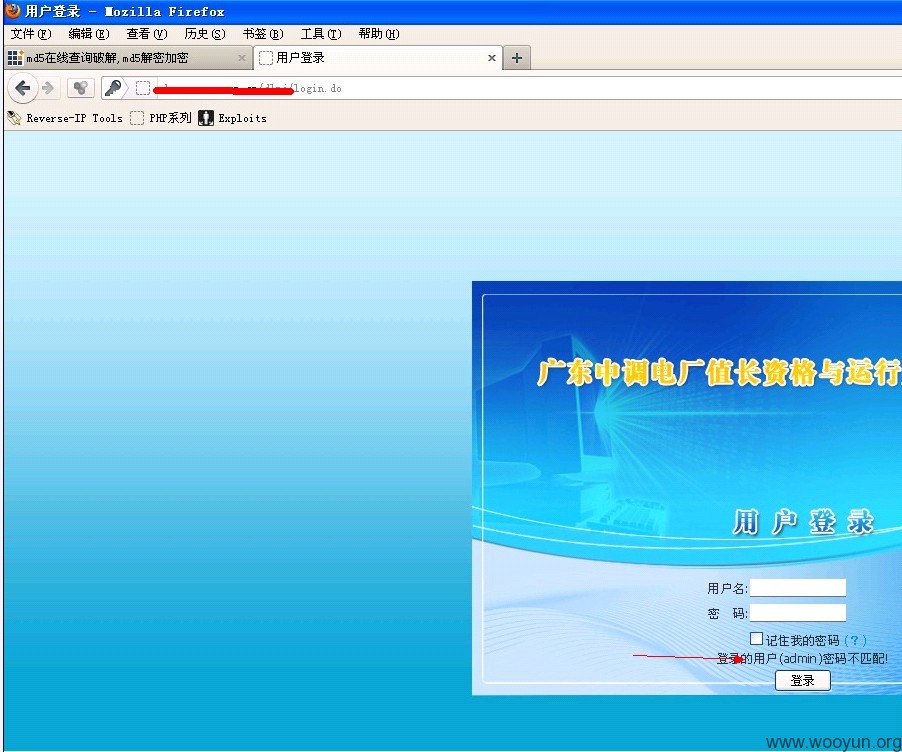 用户登录 - Mozilla Firefox
文件(F) 编辑(E) 查看(V) 历史(S) 书签(B) 工具(T) 帮助(H)
md5在线查询破解,md5解密加密 × 用户登录 × +
/login.do
Reverse-IP Tools PHP系列 Exploits
广东中调电厂值长资格与运行
用户登录
用户名:
密 码:
记住我的密码 (?)
登录的用户(admin)密码不匹配!
登录
www.wooyun.org